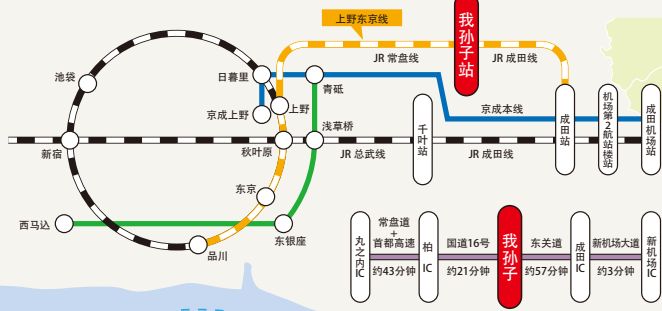 上野东京线
我孙子站
JR 常盘线
JR 成田线
池袋
日暮里
青砥
京成上野
上野
浅草桥
京成本线
千叶站
成田站
机场第2航站楼站
成田机场站
新宿
秋叶原
JR 总武线
JR 成田线
东京
西马込
东银座
品川
丸之内IC
常盘道
+
首都高速
约43分钟
柏IC
国道16号
约21分钟
我孙子
东关道
约57分钟
成田IC
新机场大道
约3分钟
新机场IC